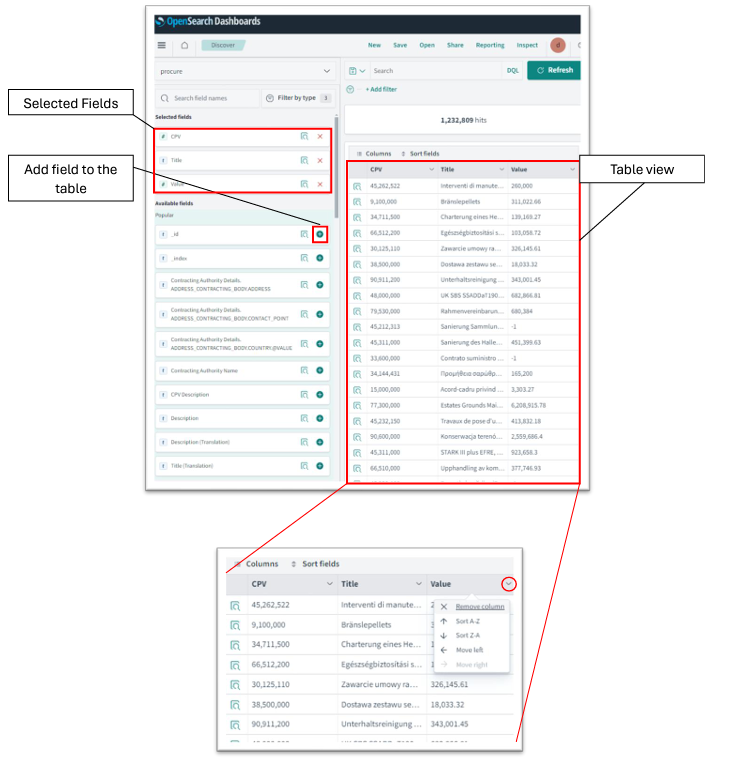 OpenSearch Dashboards
Discover
New Save Open Share Reporting Inspect
procure
Search DQL Refresh
Search field names Filter by type 1
+ Add filter
Selected Fields
Selected fields
1,232,809 hits
CPV
Title
Value
Add field to the
table
Table view
Available fields
Popular
_id
_index
Contracting Authority Details.
ADDRESS_CONTRACTING_BODY.ADDRESS
Contracting Authority Details.
ADDRESS_CONTRACTING_BODY.CONTACT_POINT
Contracting Authority Details.
ADDRESS_CONTRACTING_BODY.COUNTRY.@VALUE
Contracting Authority Name
CPV Description
Description
Description (Translation)
Title (Translation)
Columns Sort fields
CPV Title Value
45,262,522 Interventi di manute... 260,000
9,100,000 Bränslepellets 311,022.66
34,711,500 Charterung eines He... 139,169.27
66,512,200 Egészségbiztosítási s... 103,058.72
30,125,110 Zawarcie umowy ra... 326,145.61
38,500,000 Dostawa zestawu se... 18,033.32
90,911,200 Unterhaltsreinigung ... 343,001.45
48,000,000 UK SBS 682,866.81
79,530,000 Rahmenvereinbarun... 680,384
45,212,313 Sanierung Sammlun... -1
45,311,000 Sanierung des Halle... 451,399.63
33,600,000 Contrato suministro ... -1
34,144,431 Προμήθεια σαρώθρ... 165,200
15,000,000 Acord-cadru privind ... 3,303.27
77,300,000 Estates Grounds Mai... 6,208,915.78
45,232,150 Travaux de pose d'u... 413,832.18
90,600,000 Konserwacja terenó... 2,559,686.4
45,311,000 STARK III plus EFRE, ... 923,658.3
66,510,000 Upphandling av kom... 377,746.93
Columns Sort fields
CPV Title Value
45,262,522 Interventi di manute... 2
9,100,000 Bränslepellets 3
34,711,500 Charterung eines He... 1
66,512,200 Egészségbiztosítási s... 1
30,125,110 Zawarcie umowy ra... 326,145.61
38,500,000 Dostawa zestawu se... 18,033.32
90,911,200 Unterhaltsreinigung ... 343,001.45
Remove column
Sort A-Z
Sort Z-A
Move left
Move right